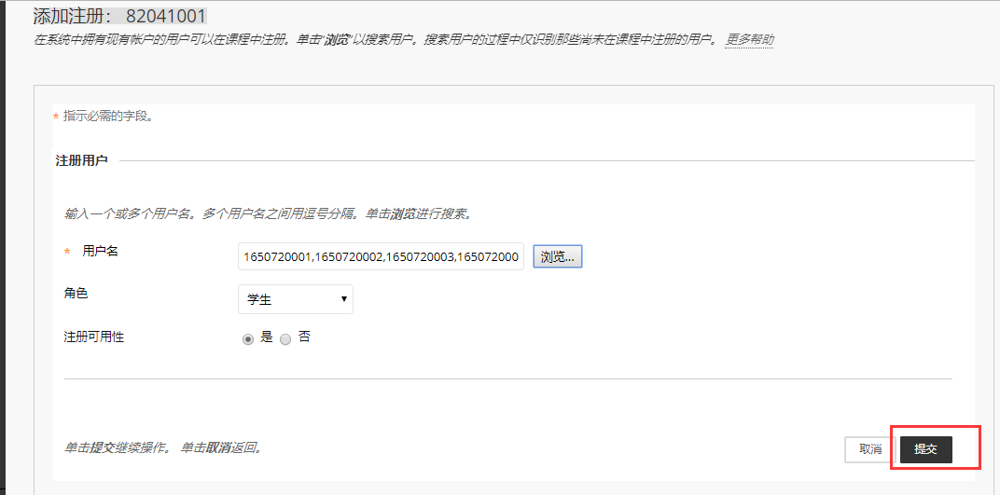 添加注册： 82041001
在系统中拥有现有帐户的用户可以在课程中注册。单击“浏览”以搜索用户。搜索用户的过程中仅识别那些尚未在课程中注册的用户。 更多帮助
* 指示必需的字段。
注册用户
输入一个或多个用户名。多个用户名之间用逗号分隔。单击浏览进行搜索。
* 用户名 1650720001,1650720002,1650720003,165072000 浏览...
角色 学生
注册可用性 是 否
单击提交继续操作。 单击取消返回。 取消 提交